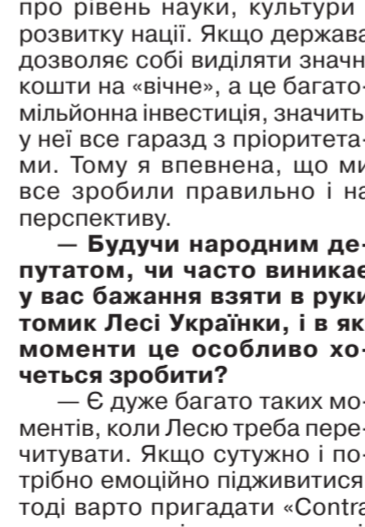 про рівень науки, культури
розвитку нації. Якщо держава
дозволяє собі виділяти значн
кошти на «вічне», а це багато-
мільйонна інвестиція, значить
у неї все гаразд з пріоритета-
ми. Тому я впевнена, що ми
все зробили правильно і на
перспективу.
— Будучи народним де-
путатом, чи часто виникає
у вас бажання взяти в руки
томик Лесі Українки, і в як
моменти це особливо хо-
четься зробити?
— Є дуже багато таких мо-
ментів, коли Лесю треба пере-
читувати. Якщо сутужно і по-
трібно емоційно підживитися
тоді варто пригадати «Contra